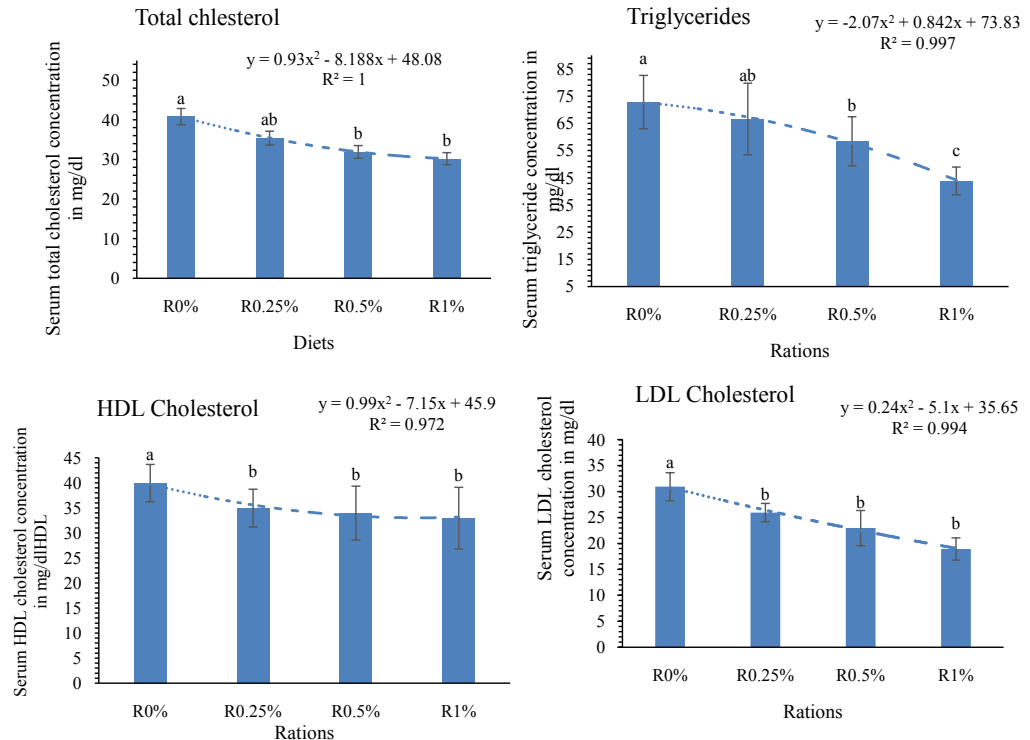 Total chlesterol
y = 0.93x² - 8.188x + 48.08
R² = 1
Serum total cholesterol concentration
in mg/dl
50
40
30
20
10
0
a
ab
b
b
R0%
R0.25%
R0.5%
R1%
Diets
Triglycerides
y = -2.07x² + 0.842x + 73.83
R² = 0.997
Serum triglyceride concentration in
mg/dl
85
75
65
55
45
35
25
15
5
a
ab
b
c
R0%
R0.25%
R0.5%
R1%
Rations
HDL Cholesterol
y = 0.99x² - 7.15x + 45.9
R² = 0.972
Serum HDL cholesterol concentration
in mg/dlHDL
45
40
35
30
25
20
15
10
5
0
a
b
b
b
R0%
R0.25%
R0.5%
R1%
Rations
LDL Cholesterol
y = 0.24x² - 5.1x + 35.65
R² = 0.994
Serum LDL cholesterol
concentration in mg/dl
40
35
30
25
20
15
10
5
0
a
b
b
b
R0%
R0.25%
R0.5%
R1%
Rations